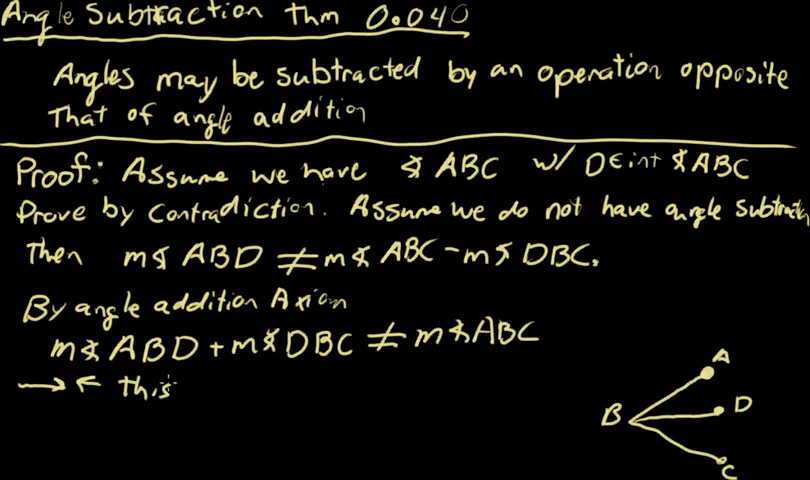 Angle Subtraction thm 0.040
Angles may be subtracted by an operation opposite
That of angle addition
Proof: Assume we have ∡ ABC w/ D∈int ∡ABC
Prove by Contradiction. Assume we do not have angle subtracti
Then m∡ ABD ≠ m∡ ABC - m∡ DBC.
By angle addition Axiom
m∡ ABD + m∡ DBC ≠ m∡ ABC
→← this
A
B
D
C